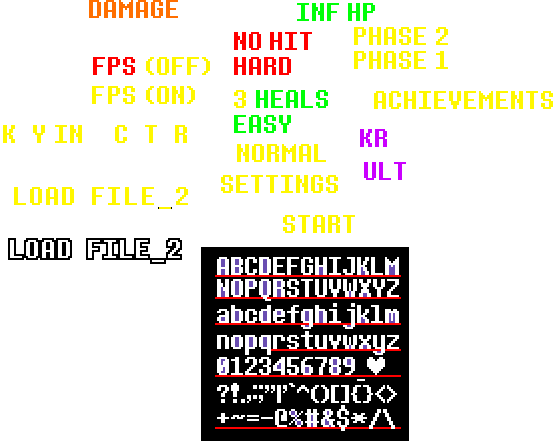 DAMAGE
INF HP
NO HIT
PHASE 2
FPS (OFF)
HARD
PHASE 1
FPS (ON)
3 HEALS
ACHIEVEMENTS
EASY
K Y IN C T R
KR
NORMAL
ULT
SETTINGS
LOAD FILE_2
START
LOAD FILE_2
ABCDEFGHIJKLM
NOPQRSTUVWXYZ
abcdefghijklm
nopqrstuvwxyz
0123456789 ♥
?!.,:;"'`^()[]{}<>
+~=-@%#&$*/\